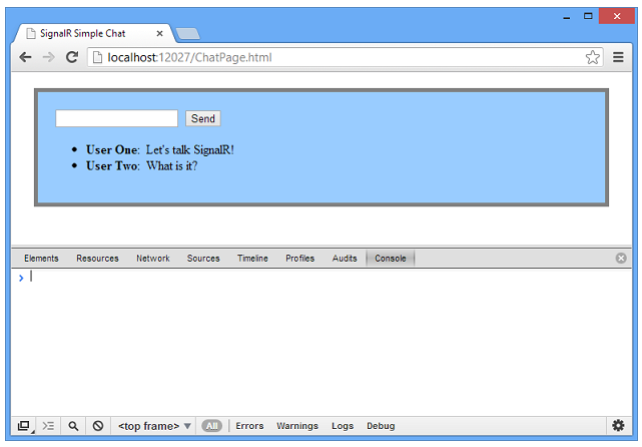 SignalR Simple Chat
localhost:12027/ChatPage.html
Send
User One: Let's talk SignalR!
User Two: What is it?
Elements Resources Network Sources Timeline Profiles Audits Console
<top frame> All Errors Warnings Logs Debug